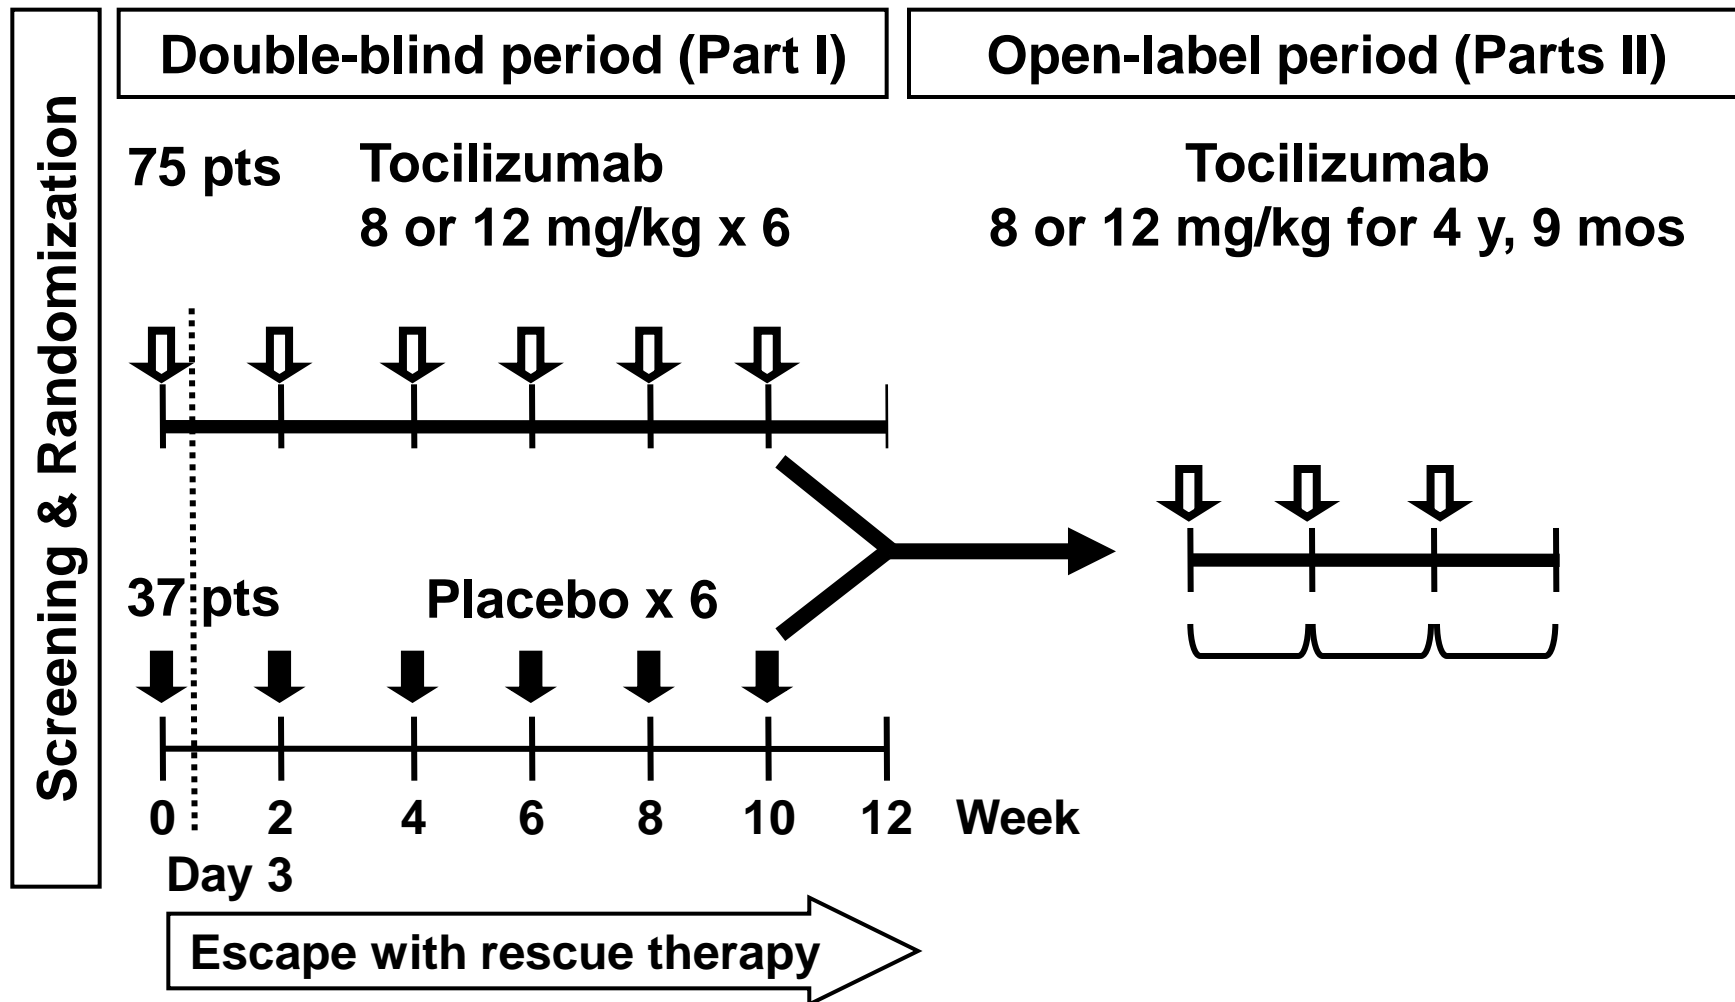 Screening & Randomization
Double-blind period (Part I)
Open-label period (Parts II)
75 pts
Tocilizumab
8 or 12 mg/kg x 6
Tocilizumab
8 or 12 mg/kg for 4 y, 9 mos
37 pts
Placebo x 6
0 2 4 6 8 10 12 Week
Day 3
Escape with rescue therapy